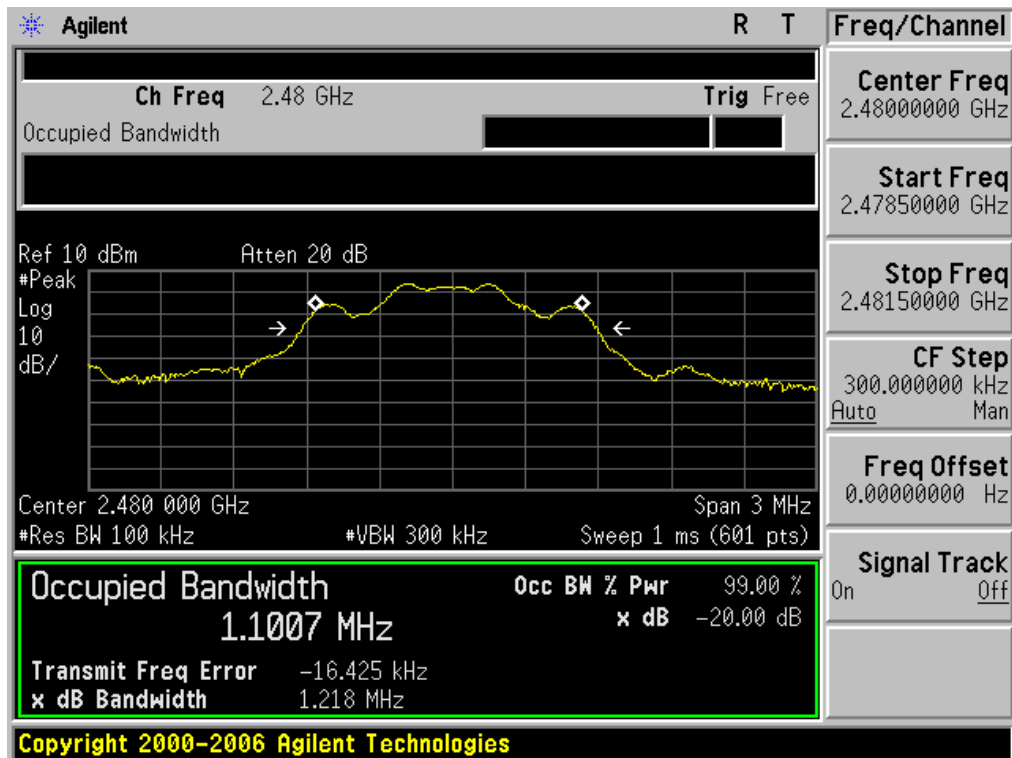 Agilent R T Freq/Channel
Ch Freq 2.48 GHz Trig Free
Occupied Bandwidth
Center Freq
2.48000000 GHz
Start Freq
2.47850000 GHz
Stop Freq
2.48150000 GHz
CF Step
300.000000 kHz
Auto Man
Freq Offset
0.00000000 Hz
Signal Track
On Off
Ref 10 dBm Atten 20 dB
#Peak
Log
10
dB/
Center 2.480 000 GHz Span 3 MHz
#Res BW 100 kHz #VBW 300 kHz Sweep 1 ms (601 pts)
Occupied Bandwidth Occ BW % Pwr 99.00 %
1.1007 MHz x dB -20.00 dB
Transmit Freq Error -16.425 kHz
x dB Bandwidth 1.218 MHz
Copyright 2000-2006 Agilent Technologies